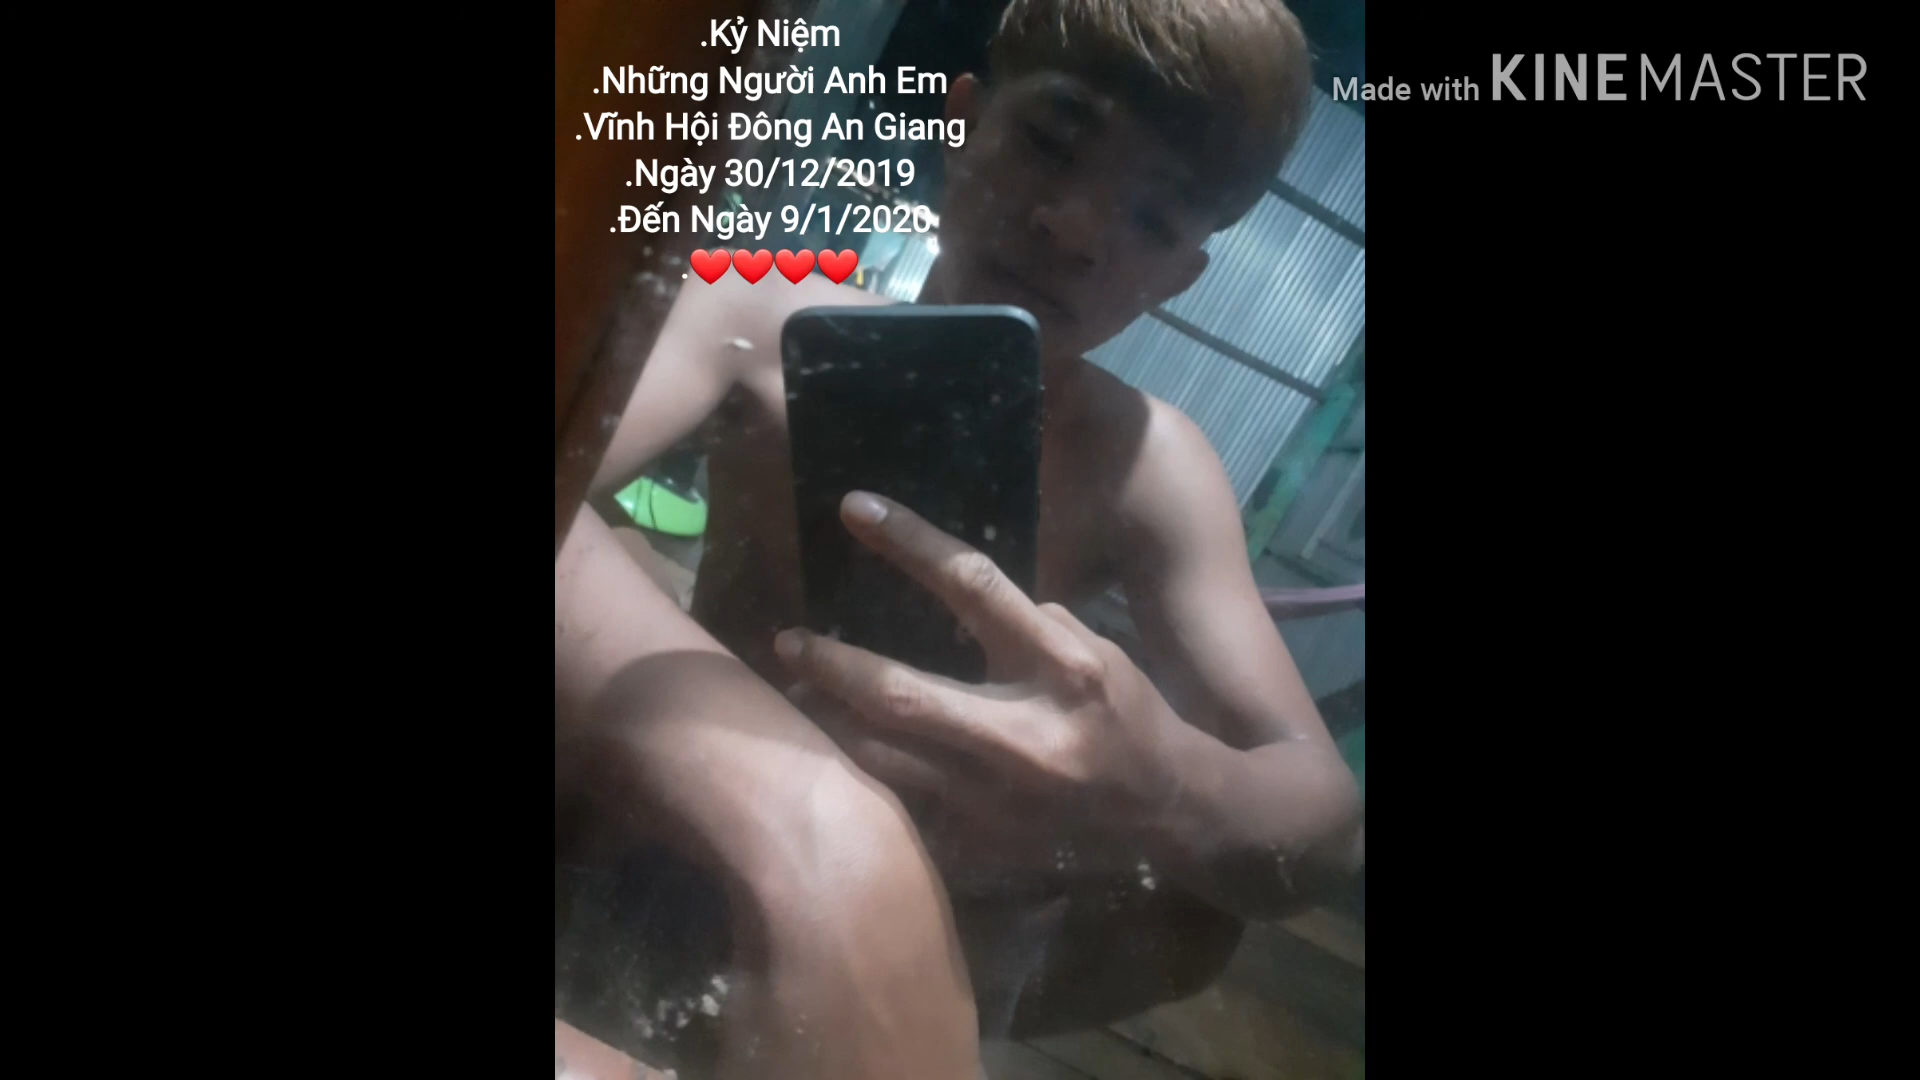 .Kỷ Niệm
.Những Người Anh Em
.Vĩnh Hội Đông An Giang
.Ngày 30/12/2019
.Đến Ngày 9/1/2020
.❤️❤️❤️❤️
Made with KINEMASTER